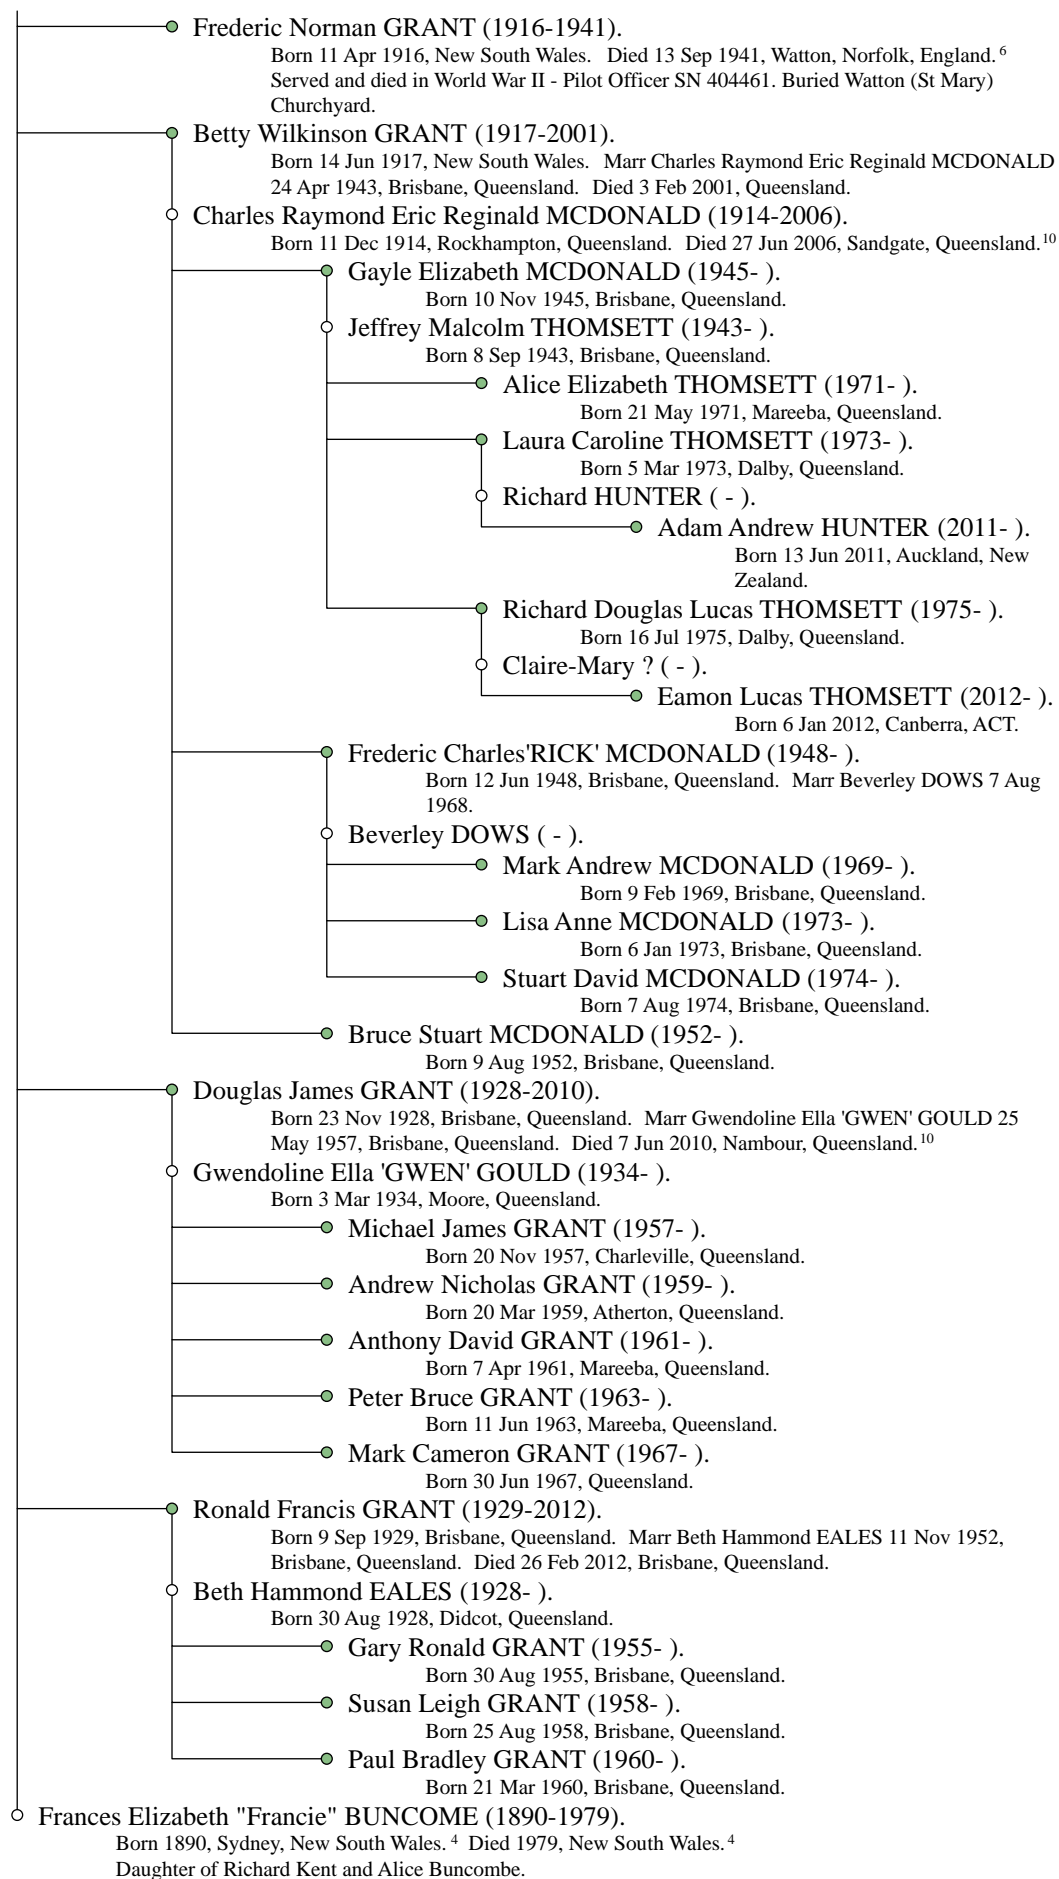 Frederic Norman GRANT (1916-1941).
Born 11 Apr 1916, New South Wales. Died 13 Sep 1941, Watton, Norfolk, England. 6
Served and died in World War II - Pilot Officer SN 404461. Buried Watton (St Mary)
Churchyard.
Betty Wilkinson GRANT (1917-2001).
Born 14 Jun 1917, New South Wales. Marr Charles Raymond Eric Reginald MCDONALD
24 Apr 1943, Brisbane, Queensland. Died 3 Feb 2001, Queensland.
Charles Raymond Eric Reginald MCDONALD (1914-2006).
Born 11 Dec 1914, Rockhampton, Queensland. Died 27 Jun 2006, Sandgate, Queensland. 10
Gayle Elizabeth MCDONALD (1945- ).
Born 10 Nov 1945, Brisbane, Queensland.
Jeffrey Malcolm THOMSETT (1943- ).
Born 8 Sep 1943, Brisbane, Queensland.
Alice Elizabeth THOMSETT (1971- ).
Born 21 May 1971, Mareeba, Queensland.
Laura Caroline THOMSETT (1973- ).
Born 5 Mar 1973, Dalby, Queensland.
Richard HUNTER ( - ).
Adam Andrew HUNTER (2011- ).
Born 13 Jun 2011, Auckland, New
Zealand.
Richard Douglas Lucas THOMSETT (1975- ).
Born 16 Jul 1975, Dalby, Queensland.
Claire-Mary ? ( - ).
Eamon Lucas THOMSETT (2012- ).
Born 6 Jan 2012, Canberra, ACT.
Frederic Charles'RICK' MCDONALD (1948- ).
Born 12 Jun 1948, Brisbane, Queensland. Marr Beverley DOWS 7 Aug
1968.
Beverley DOWS ( - ).
Mark Andrew MCDONALD (1969- ).
Born 9 Feb 1969, Brisbane, Queensland.
Lisa Anne MCDONALD (1973- ).
Born 6 Jan 1973, Brisbane, Queensland.
Stuart David MCDONALD (1974- ).
Born 7 Aug 1974, Brisbane, Queensland.
Bruce Stuart MCDONALD (1952- ).
Born 9 Aug 1952, Brisbane, Queensland.
Douglas James GRANT (1928-2010).
Born 23 Nov 1928, Brisbane, Queensland. Marr Gwendoline Ella 'GWEN' GOULD 25
May 1957, Brisbane, Queensland. Died 7 Jun 2010, Nambour, Queensland. 10
Gwendoline Ella 'GWEN' GOULD (1934- ).
Born 3 Mar 1934, Moore, Queensland.
Michael James GRANT (1957- ).
Born 20 Nov 1957, Charleville, Queensland.
Andrew Nicholas GRANT (1959- ).
Born 20 Mar 1959, Atherton, Queensland.
Anthony David GRANT (1961- ).
Born 7 Apr 1961, Mareeba, Queensland.
Peter Bruce GRANT (1963- ).
Born 11 Jun 1963, Mareeba, Queensland.
Mark Cameron GRANT (1967- ).
Born 30 Jun 1967, Queensland.
Ronald Francis GRANT (1929-2012).
Born 9 Sep 1929, Brisbane, Queensland. Marr Beth Hammond EALES 11 Nov 1952,
Brisbane, Queensland. Died 26 Feb 2012, Brisbane, Queensland.
Beth Hammond EALES (1928- ).
Born 30 Aug 1928, Didcot, Queensland.
Gary Ronald GRANT (1955- ).
Born 30 Aug 1955, Brisbane, Queensland.
Susan Leigh GRANT (1958- ).
Born 25 Aug 1958, Brisbane, Queensland.
Paul Bradley GRANT (1960- ).
Born 21 Mar 1960, Brisbane, Queensland.
Frances Elizabeth "Francie" BUNCOME (1890-1979).
Born 1890, Sydney, New South Wales. 4 Died 1979, New South Wales. 4
Daughter of Richard Kent and Alice Buncombe.